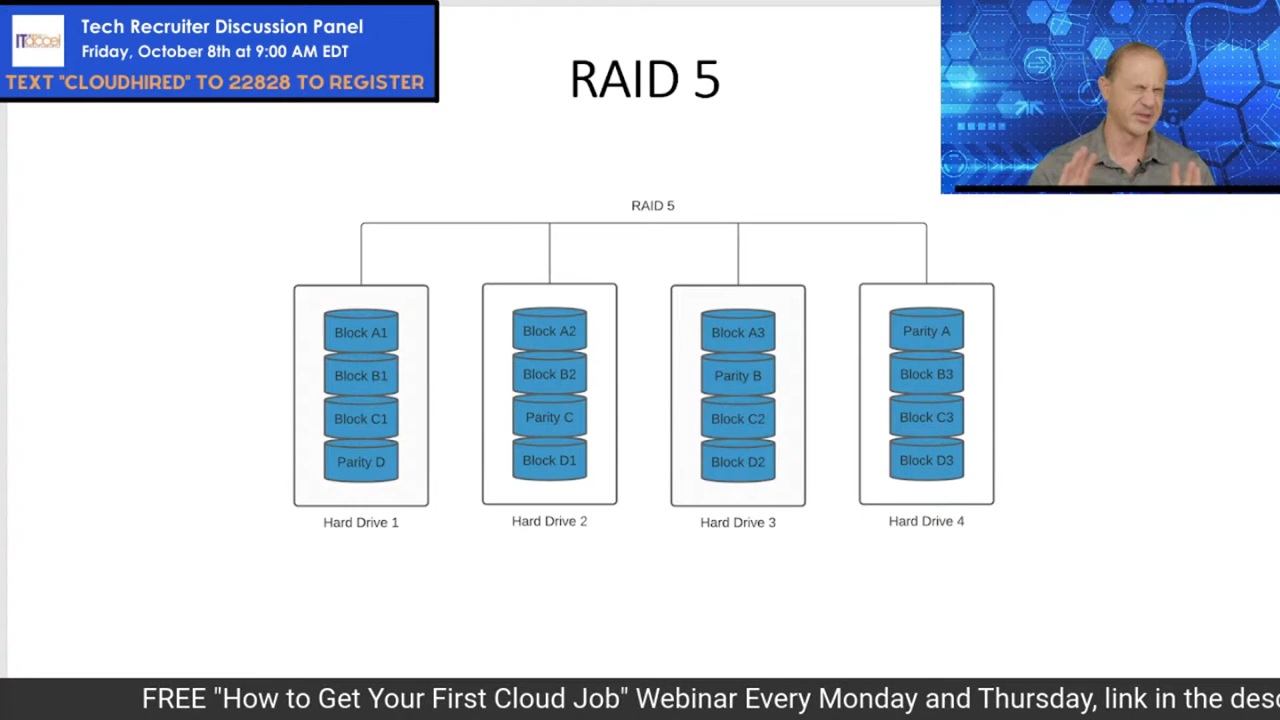 ITaccel
Tech Recruiter Discussion Panel
Friday, October 8th at 9:00 AM EDT
TEXT "CLOUDHIRED" TO 22828 TO REGISTER
RAID 5
RAID 5
Block A1
Block B1
Block C1
Parity D
Hard Drive 1
Block A2
Block B2
Parity C
Block D1
Hard Drive 2
Block A3
Parity B
Block C2
Block D2
Hard Drive 3
Parity A
Block B3
Block C3
Block D3
Hard Drive 4
FREE "How to Get Your First Cloud Job" Webinar Every Monday and Thursday, link in the desc